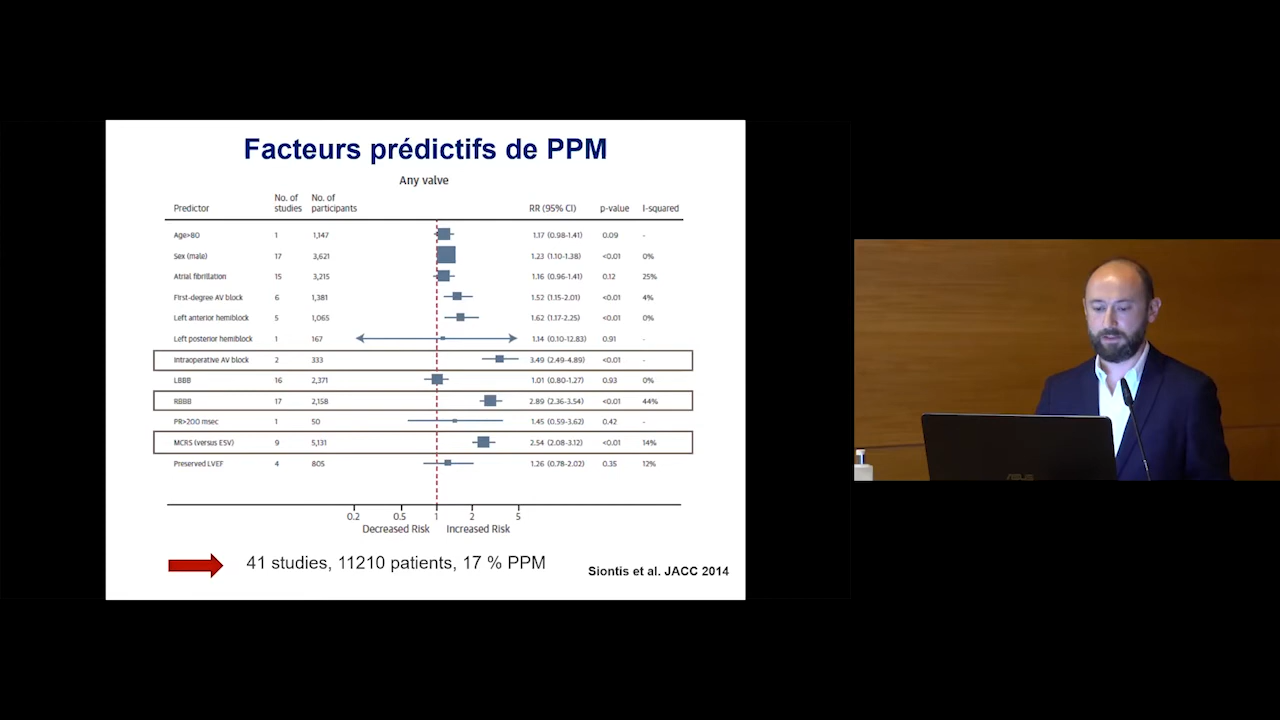 Facteurs prédictifs de PPM
Any valve
Predictor No. of studies No. of participants RR (95% CI) p-value I-squared
Age>80 1 1,147 1.17 (0.98-1.41) 0.09 -
Sex (male) 17 3,621 1.23 (1.10-1.38) <0.01 0%
Atrial fibrillation 15 3,215 1.16 (0.96-1.41) 0.12 25%
First-degree AV block 6 1,381 1.52 (1.15-2.01) <0.01 4%
Left anterior hemiblock 5 1,065 1.62 (1.17-2.25) <0.01 0%
Left posterior hemiblock 1 167 1.14 (0.10-12.83) 0.91 -
Intraoperative AV block 2 333 3.49 (2.49-4.89) <0.01 -
LBBB 16 2,371 1.01 (0.80-1.27) 0.93 0%
RBBB 17 2,158 2.89 (2.36-3.54) <0.01 44%
PR>200 msec 1 50 1.45 (0.59-3.62) 0.42 -
MCRS (versus ESV) 9 5,131 2.54 (2.08-3.12) <0.01 14%
Preserved LVEF 4 805 1.26 (0.78-2.02) 0.35 12%
0.2 0.5 1 2 5
Decreased Risk Increased Risk
41 studies, 11210 patients, 17 % PPM
Siontis et al. JACC 2014